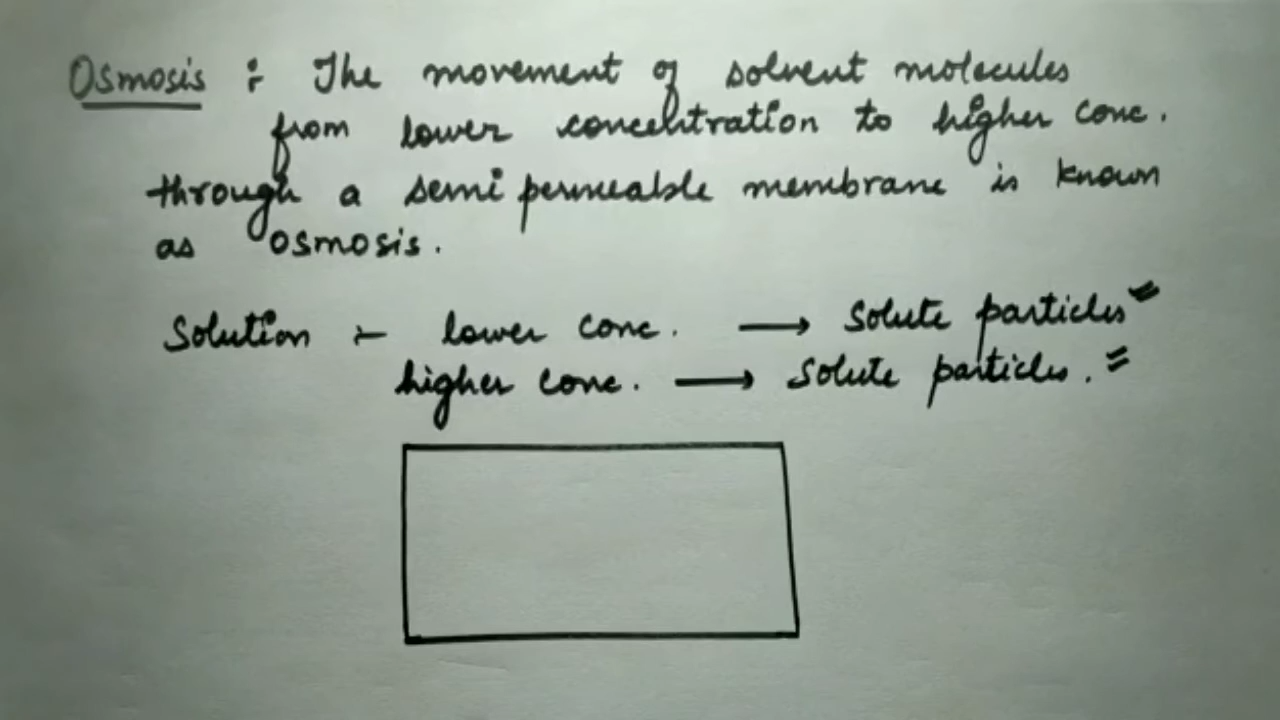 Osmosis :- The movement of solvent molecules
from lower concentration to higher conc.
through a semi permeable membrane is known
as osmosis.
Solution :- lower conc. → Solute particles
higher conc. → Solute particles.